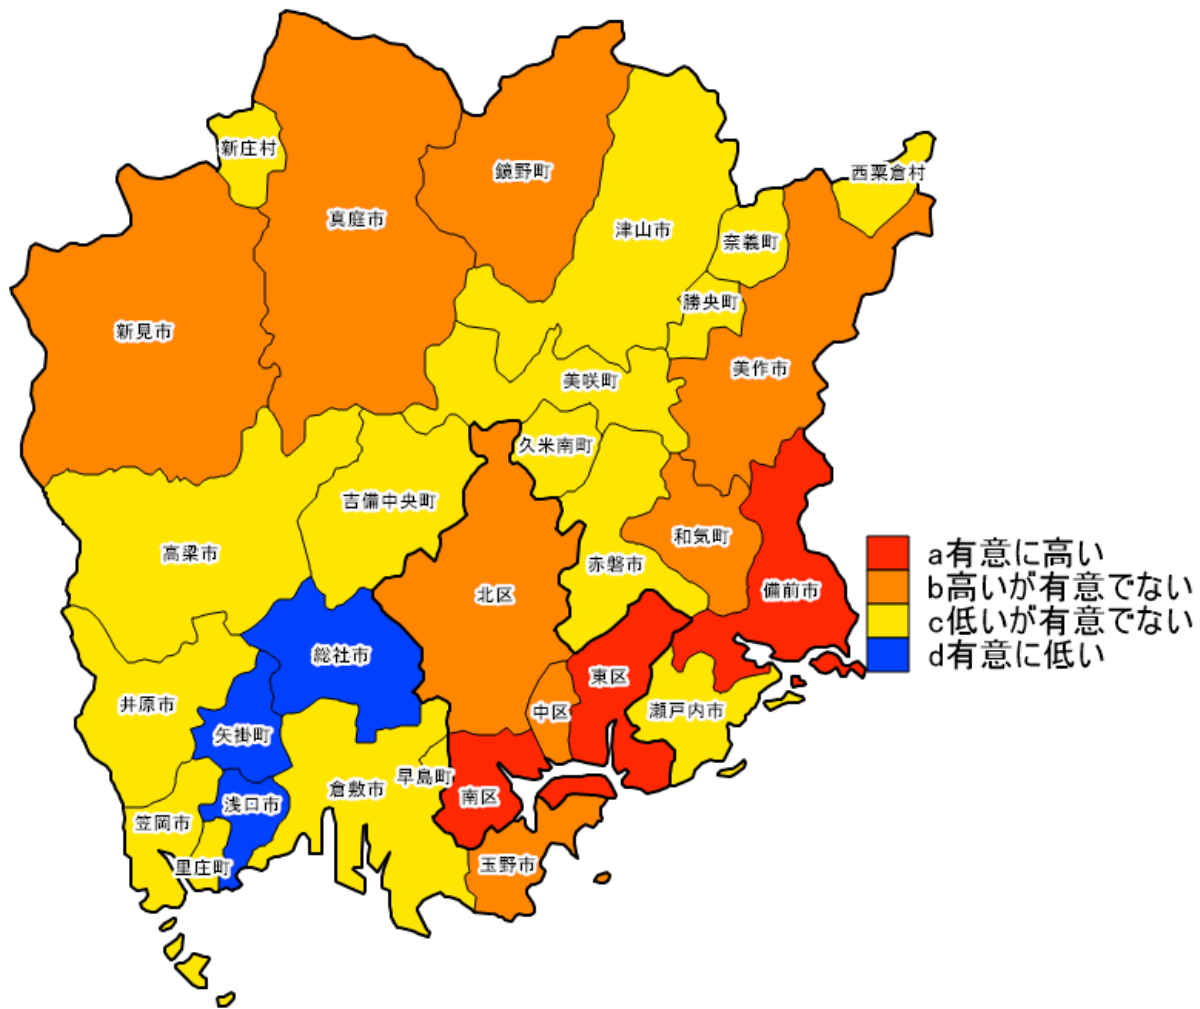 新庄村
鏡野町
西粟倉村
真庭市
津山市
奈義町
勝央町
新見市
美作市
美咲町
久米南町
吉備中央町
高梁市
和気町
赤磐市
備前市
北区
総社市
東区
井原市
中区
瀬戸内市
矢掛町
早島町
倉敷市
南区
浅口市
笠岡市
里庄町
玉野市
a有意に高い
b高いが有意でない
c低いが有意でない
d有意に低い